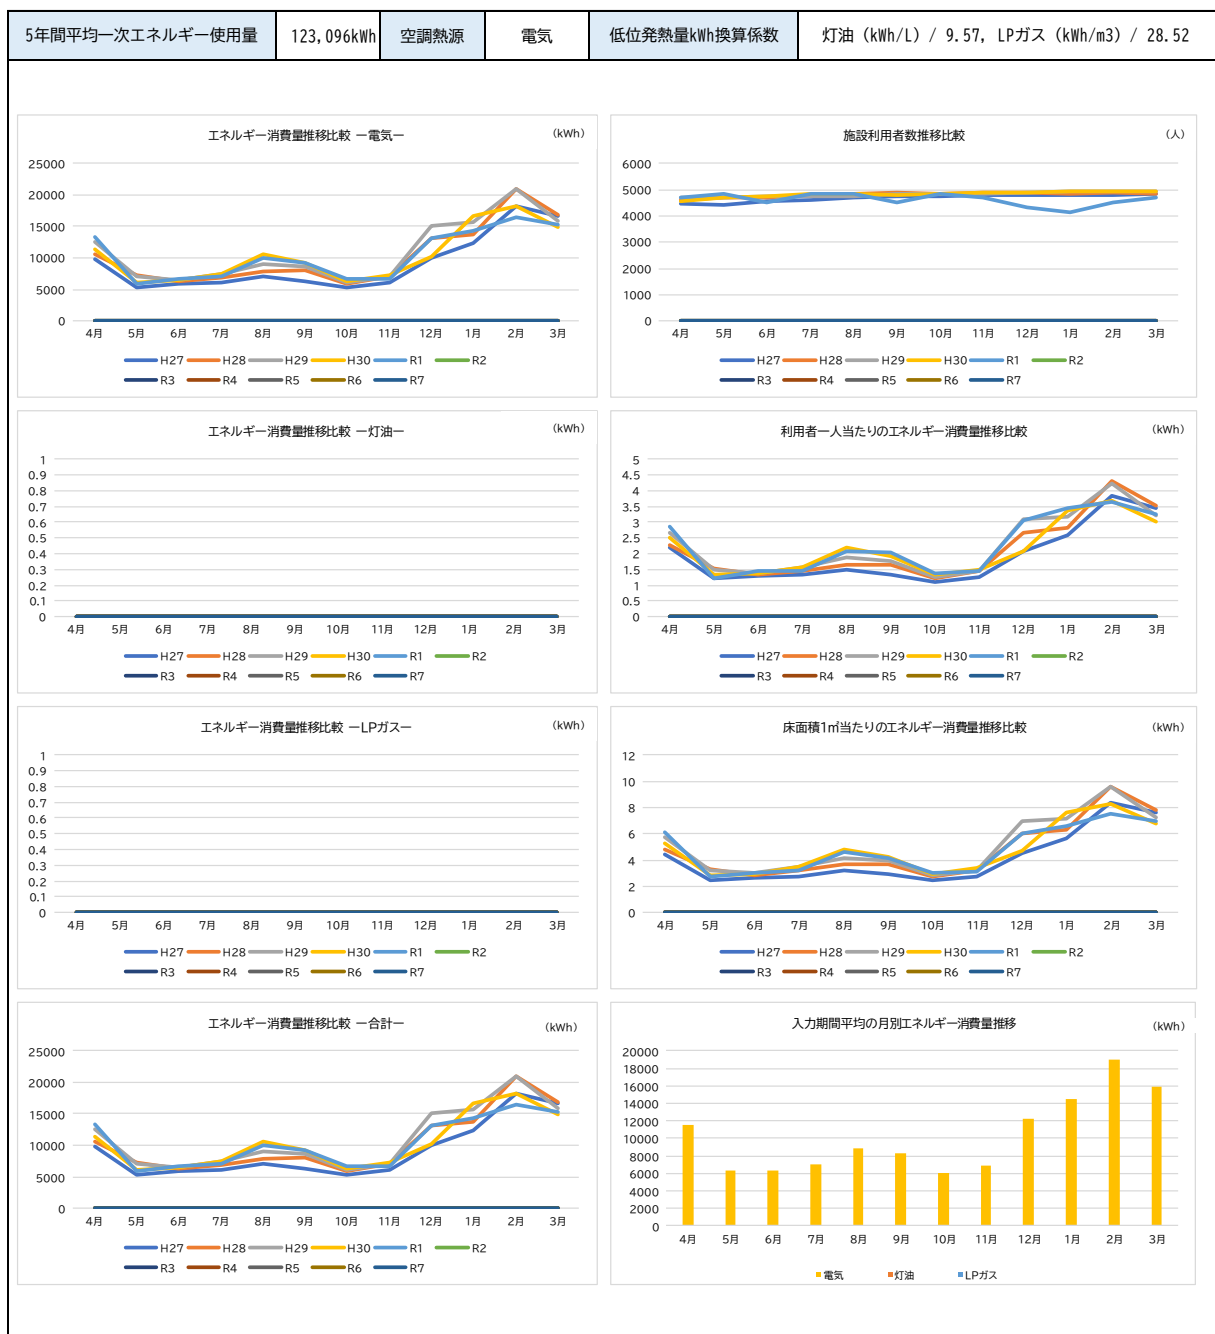 5年間平均一次エネルギー使用量 123,096kWh 空調熱源 電気 低位発熱量kWh換算係数 灯油（kWh/L）/ 9.57, LPガス（kWh/m3）/ 28.52
エネルギー消費量推移比較 ー電気ー (kWh)
25000
20000
15000
10000
5000
0
4月 5月 6月 7月 8月 9月 10月 11月 12月 1月 2月 3月
H27 H28 H29 H30 R1 R2
R3 R4 R5 R6 R7
施設利用者数推移比較 (人)
6000
5000
4000
3000
2000
1000
0
4月 5月 6月 7月 8月 9月 10月 11月 12月 1月 2月 3月
H27 H28 H29 H30 R1 R2
R3 R4 R5 R6 R7
エネルギー消費量推移比較 ー灯油ー (kWh)
1
0.9
0.8
0.7
0.6
0.5
0.4
0.3
0.2
0.1
0
4月 5月 6月 7月 8月 9月 10月 11月 12月 1月 2月 3月
H27 H28 H29 H30 R1 R2
R3 R4 R5 R6 R7
利用者一人当たりのエネルギー消費量推移比較 (kWh)
5
4.5
4
3.5
3
2.5
2
1.5
1
0.5
0
4月 5月 6月 7月 8月 9月 10月 11月 12月 1月 2月 3月
H27 H28 H29 H30 R1 R2
R3 R4 R5 R6 R7
エネルギー消費量推移比較 ーLPガスー (kWh)
1
0.9
0.8
0.7
0.6
0.5
0.4
0.3
0.2
0.1
0
4月 5月 6月 7月 8月 9月 10月 11月 12月 1月 2月 3月
H27 H28 H29 H30 R1 R2
R3 R4 R5 R6 R7
床面積1㎡当たりのエネルギー消費量推移比較 (kWh)
12
10
8
6
4
2
0
4月 5月 6月 7月 8月 9月 10月 11月 12月 1月 2月 3月
H27 H28 H29 H30 R1 R2
R3 R4 R5 R6 R7
エネルギー消費量推移比較 ー合計ー (kWh)
25000
20000
15000
10000
5000
0
4月 5月 6月 7月 8月 9月 10月 11月 12月 1月 2月 3月
H27 H28 H29 H30 R1 R2
R3 R4 R5 R6 R7
入力期間平均の月別エネルギー消費量推移 (kWh)
20000
18000
16000
14000
12000
10000
8000
6000
4000
2000
0
4月 5月 6月 7月 8月 9月 10月 11月 12月 1月 2月 3月
電気 灯油 LPガス